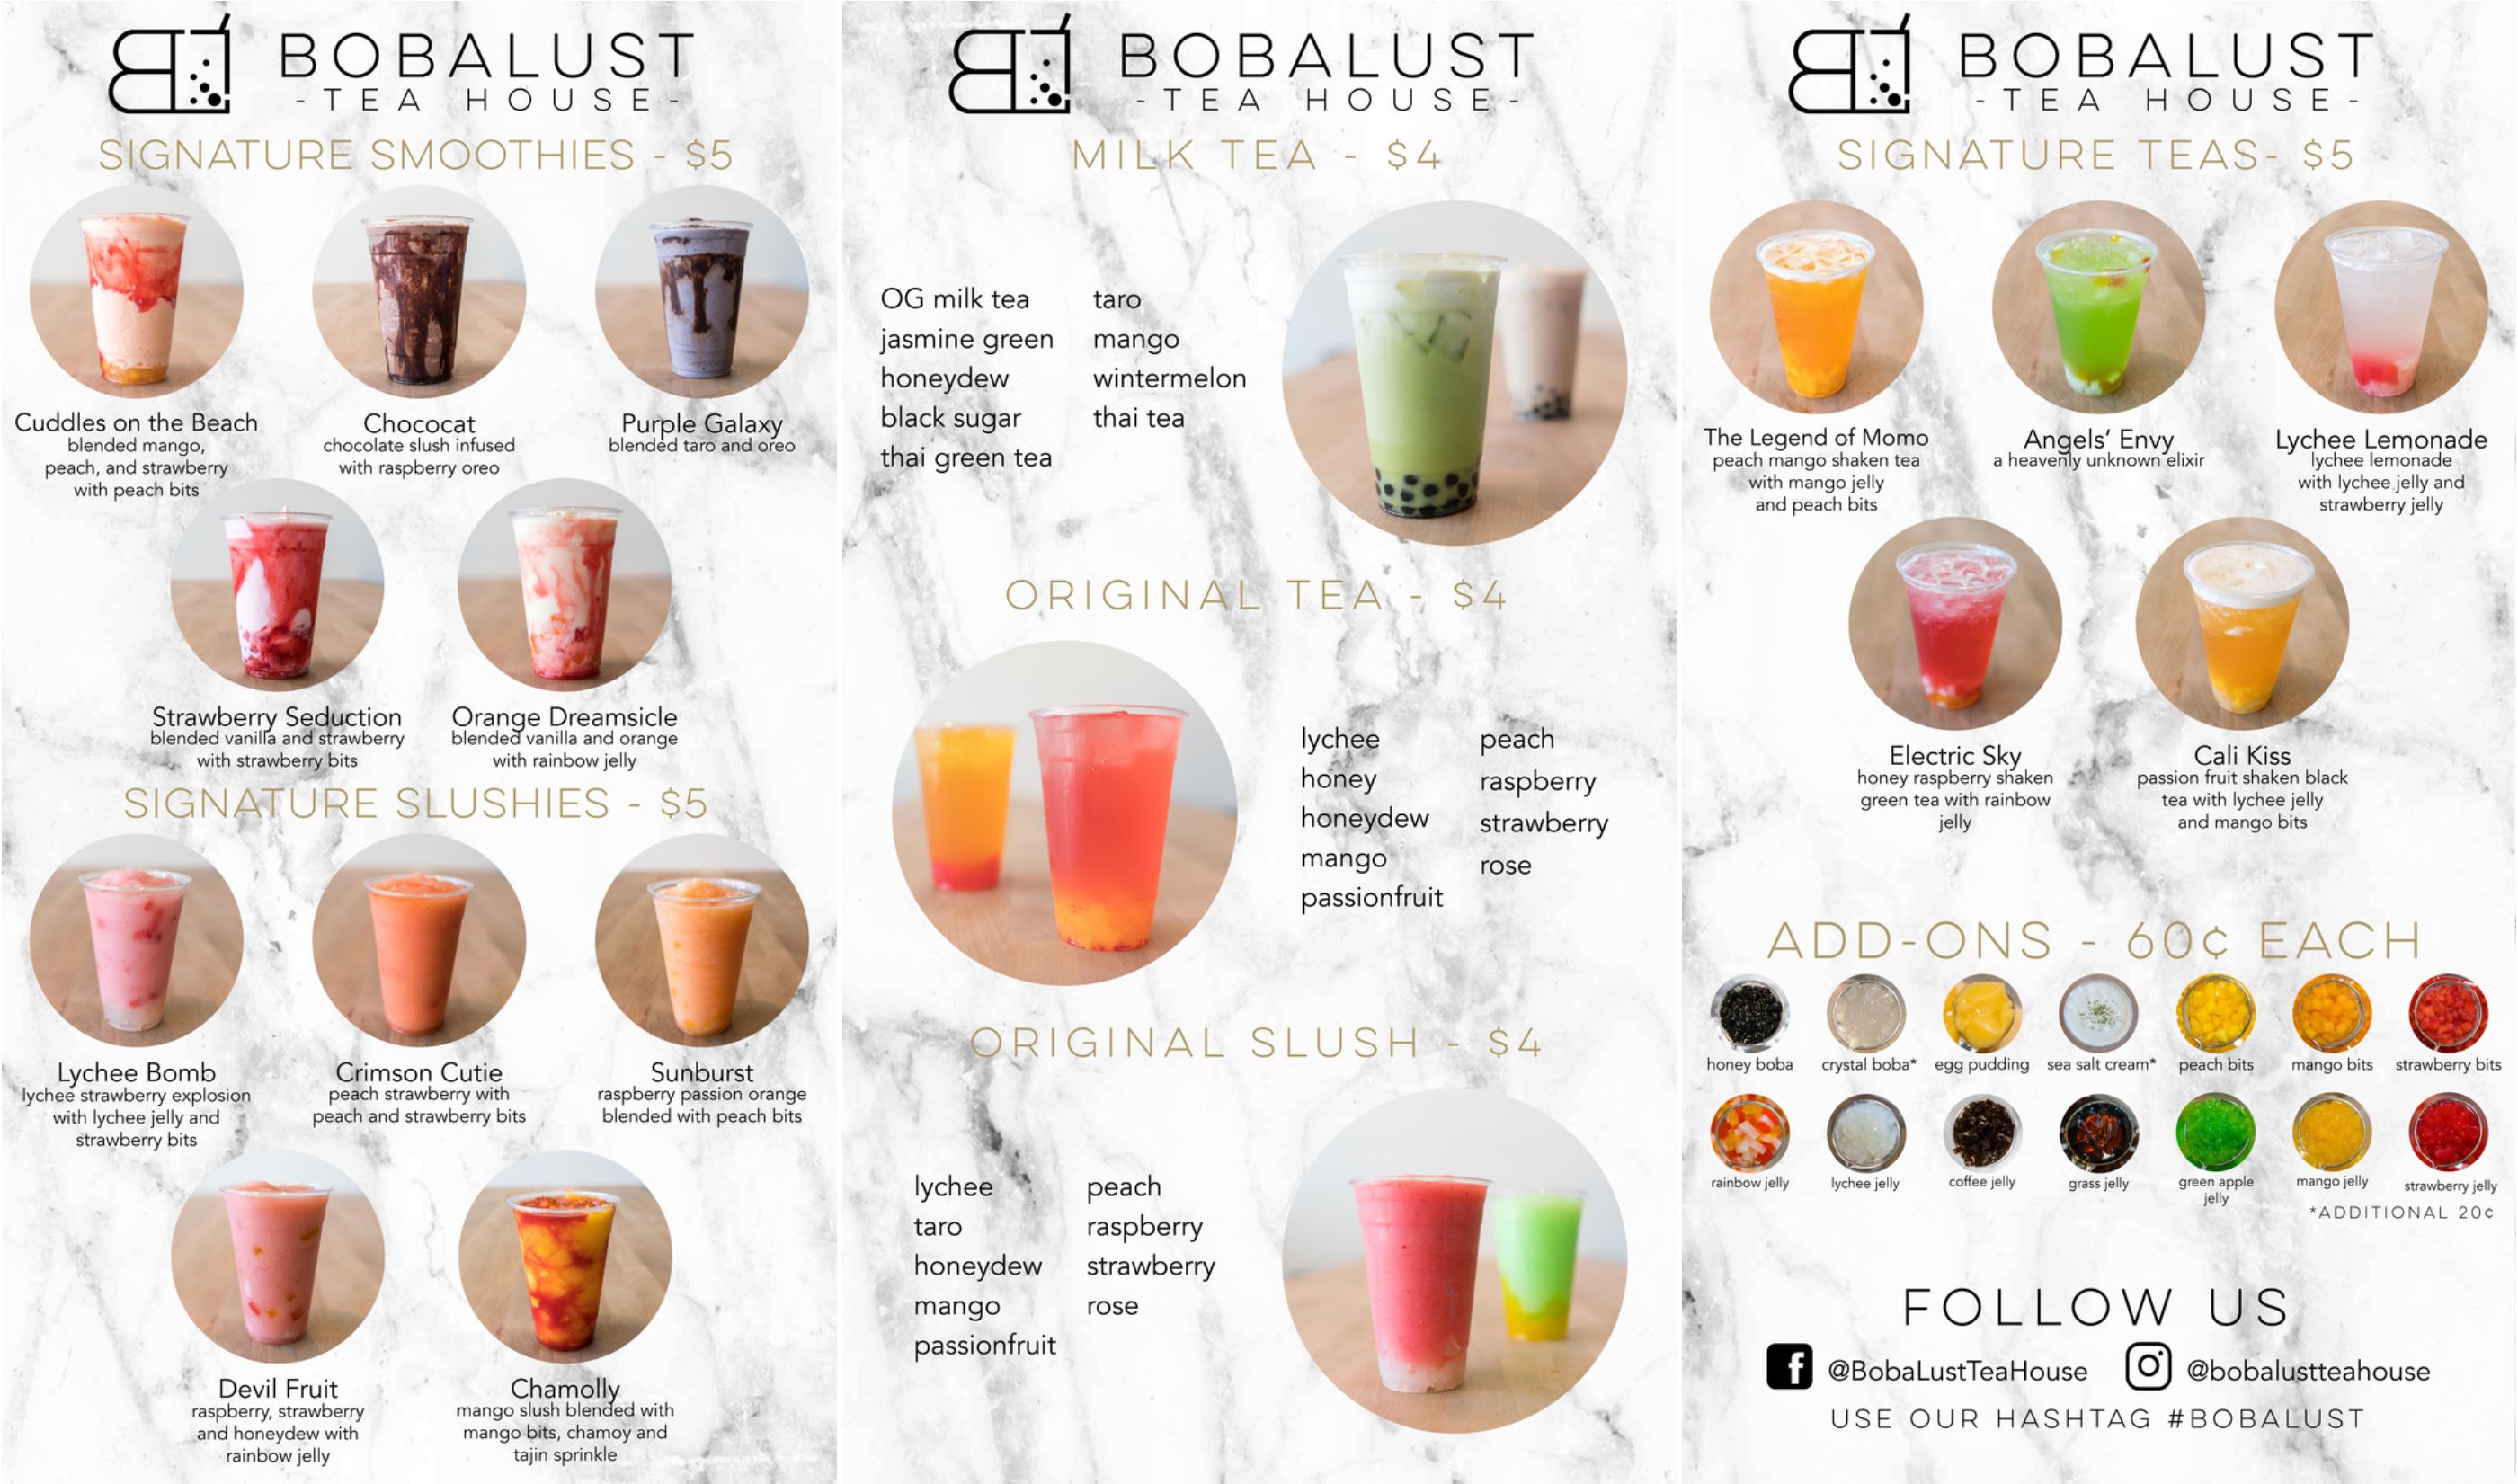 BOBALUST
- TEA HOUSE -
SIGNATURE SMOOTHIES - $5
Cuddles on the Beach
blended mango,
peach, and strawberry
with peach bits
Chococat
chocolate slush infused
with raspberry oreo
Purple Galaxy
blended taro and oreo
Strawberry Seduction
blended vanilla and strawberry
with strawberry bits
Orange Dreamsicle
blended vanilla and orange
with rainbow jelly
SIGNATURE SLUSHIES - $5
Lychee Bomb
lychee strawberry explosion
with lychee jelly and
strawberry bits
Crimson Cutie
peach strawberry with
peach and strawberry bits
Sunburst
raspberry passion orange
blended with peach bits
Devil Fruit
raspberry, strawberry
and honeydew with
rainbow jelly
Chamolly
mango slush blended with
mango bits, chamoy and
tajin sprinkle
BOBALUST
- TEA HOUSE -
MILK TEA - $4
OG milk tea
jasmine green
honeydew
black sugar
thai green tea
taro
mango
wintermelon
thai tea
ORIGINAL TEA - $4
lychee
honey
honeydew
mango
passionfruit
peach
raspberry
strawberry
rose
ORIGINAL SLUSH - $4
lychee
taro
honeydew
mango
passionfruit
peach
raspberry
strawberry
rose
BOBALUST
- TEA HOUSE -
SIGNATURE TEAS- $5
The Legend of Momo
peach mango shaken tea
with mango jelly
and peach bits
Angels' Envy
a heavenly unknown elixir
Lychee Lemonade
lychee lemonade
with lychee jelly and
strawberry jelly
Electric Sky
honey raspberry shaken
green tea with rainbow
jelly
Cali Kiss
passion fruit shaken black
tea with lychee jelly
and mango bits
ADD-ONS - 60¢ EACH
honey boba
crystal boba*
egg pudding
sea salt cream*
peach bits
mango bits
strawberry bits
rainbow jelly
lychee jelly
coffee jelly
grass jelly
green apple
jelly
mango jelly
strawberry jelly
*ADDITIONAL 20¢
FOLLOW US
@BobaLustTeaHouse
@bobalustteahouse
USE OUR HASHTAG #BOBALUST